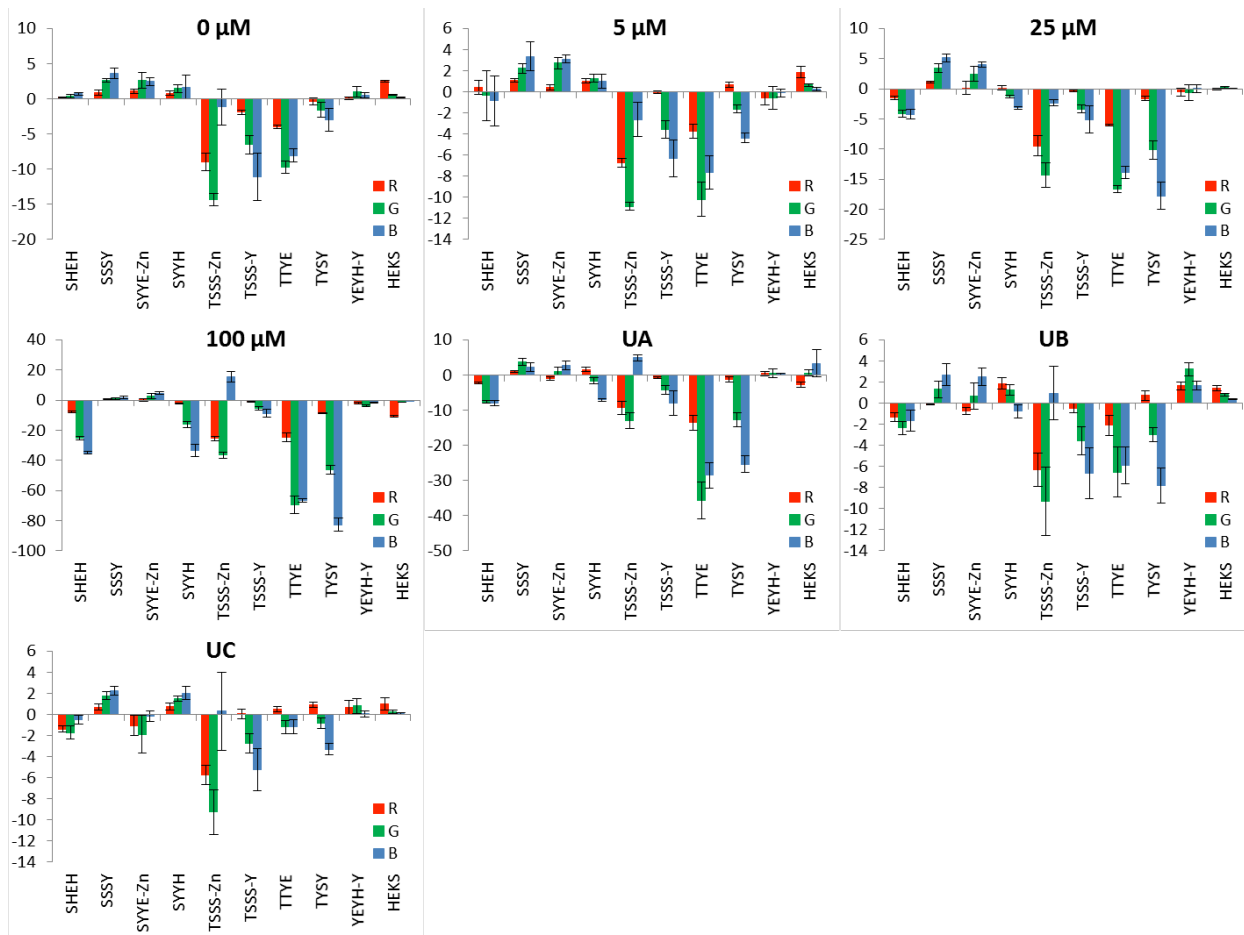 0 µM
10
5
0
-5
-10
-15
-20
R
G
B
SHEH
SSSY
SYYE-Zn
SYYH
TSSS-Zn
TSSS-Y
TTYE
TYSY
YEYH-Y
HEKS
5 µM
6
4
2
0
-2
-4
-6
-8
-10
-12
-14
R
G
B
SHEH
SSSY
SYYE-Zn
SYYH
TSSS-Zn
TSSS-Y
TTYE
TYSY
YEYH-Y
HEKS
25 µM
10
5
0
-5
-10
-15
-20
-25
R
G
B
SHEH
SSSY
SYYE-Zn
SYYH
TSSS-Zn
TSSS-Y
TTYE
TYSY
YEYH-Y
HEKS
100 µM
40
20
0
-20
-40
-60
-80
-100
R
G
B
SHEH
SSSY
SYYE-Zn
SYYH
TSSS-Zn
TSSS-Y
TTYE
TYSY
YEYH-Y
HEKS
UA
10
0
-10
-20
-30
-40
-50
R
G
B
SHEH
SSSY
SYYE-Zn
SYYH
TSSS-Zn
TSSS-Y
TTYE
TYSY
YEYH-Y
HEKS
UB
6
4
2
0
-2
-4
-6
-8
-10
-12
-14
R
G
B
SHEH
SSSY
SYYE-Zn
SYYH
TSSS-Zn
TSSS-Y
TTYE
TYSY
YEYH-Y
HEKS
UC
6
4
2
0
-2
-4
-6
-8
-10
-12
-14
R
G
B
SHEH
SSSY
SYYE-Zn
SYYH
TSSS-Zn
TSSS-Y
TTYE
TYSY
YEYH-Y
HEKS